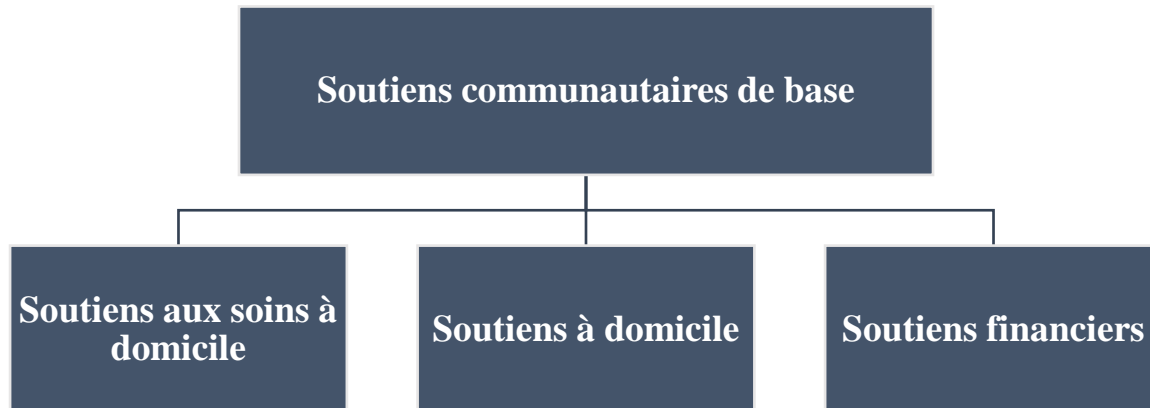 Soutiens communautaires de base
Soutiens aux soins à
domicile
Soutiens à domicile
Soutiens financiers